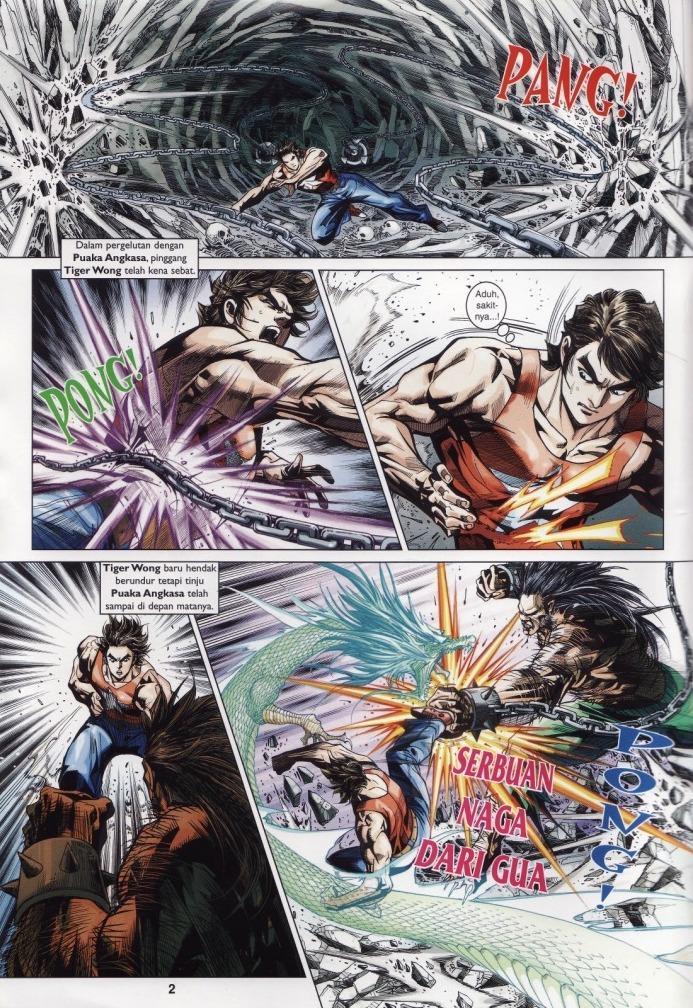 PANG!
Dalam pergelutan dengan
Puaka Angkasa, pinggang
Tiger Wong telah kena sebat.
PONG!
Aduh,
sakit-
nya...!
Tiger Wong baru hendak
berundur tetapi tinju
Puaka Angkasa telah
sampai di depan matanya.
SERBUAN
NAGA
DARI GUA
PONG!
2